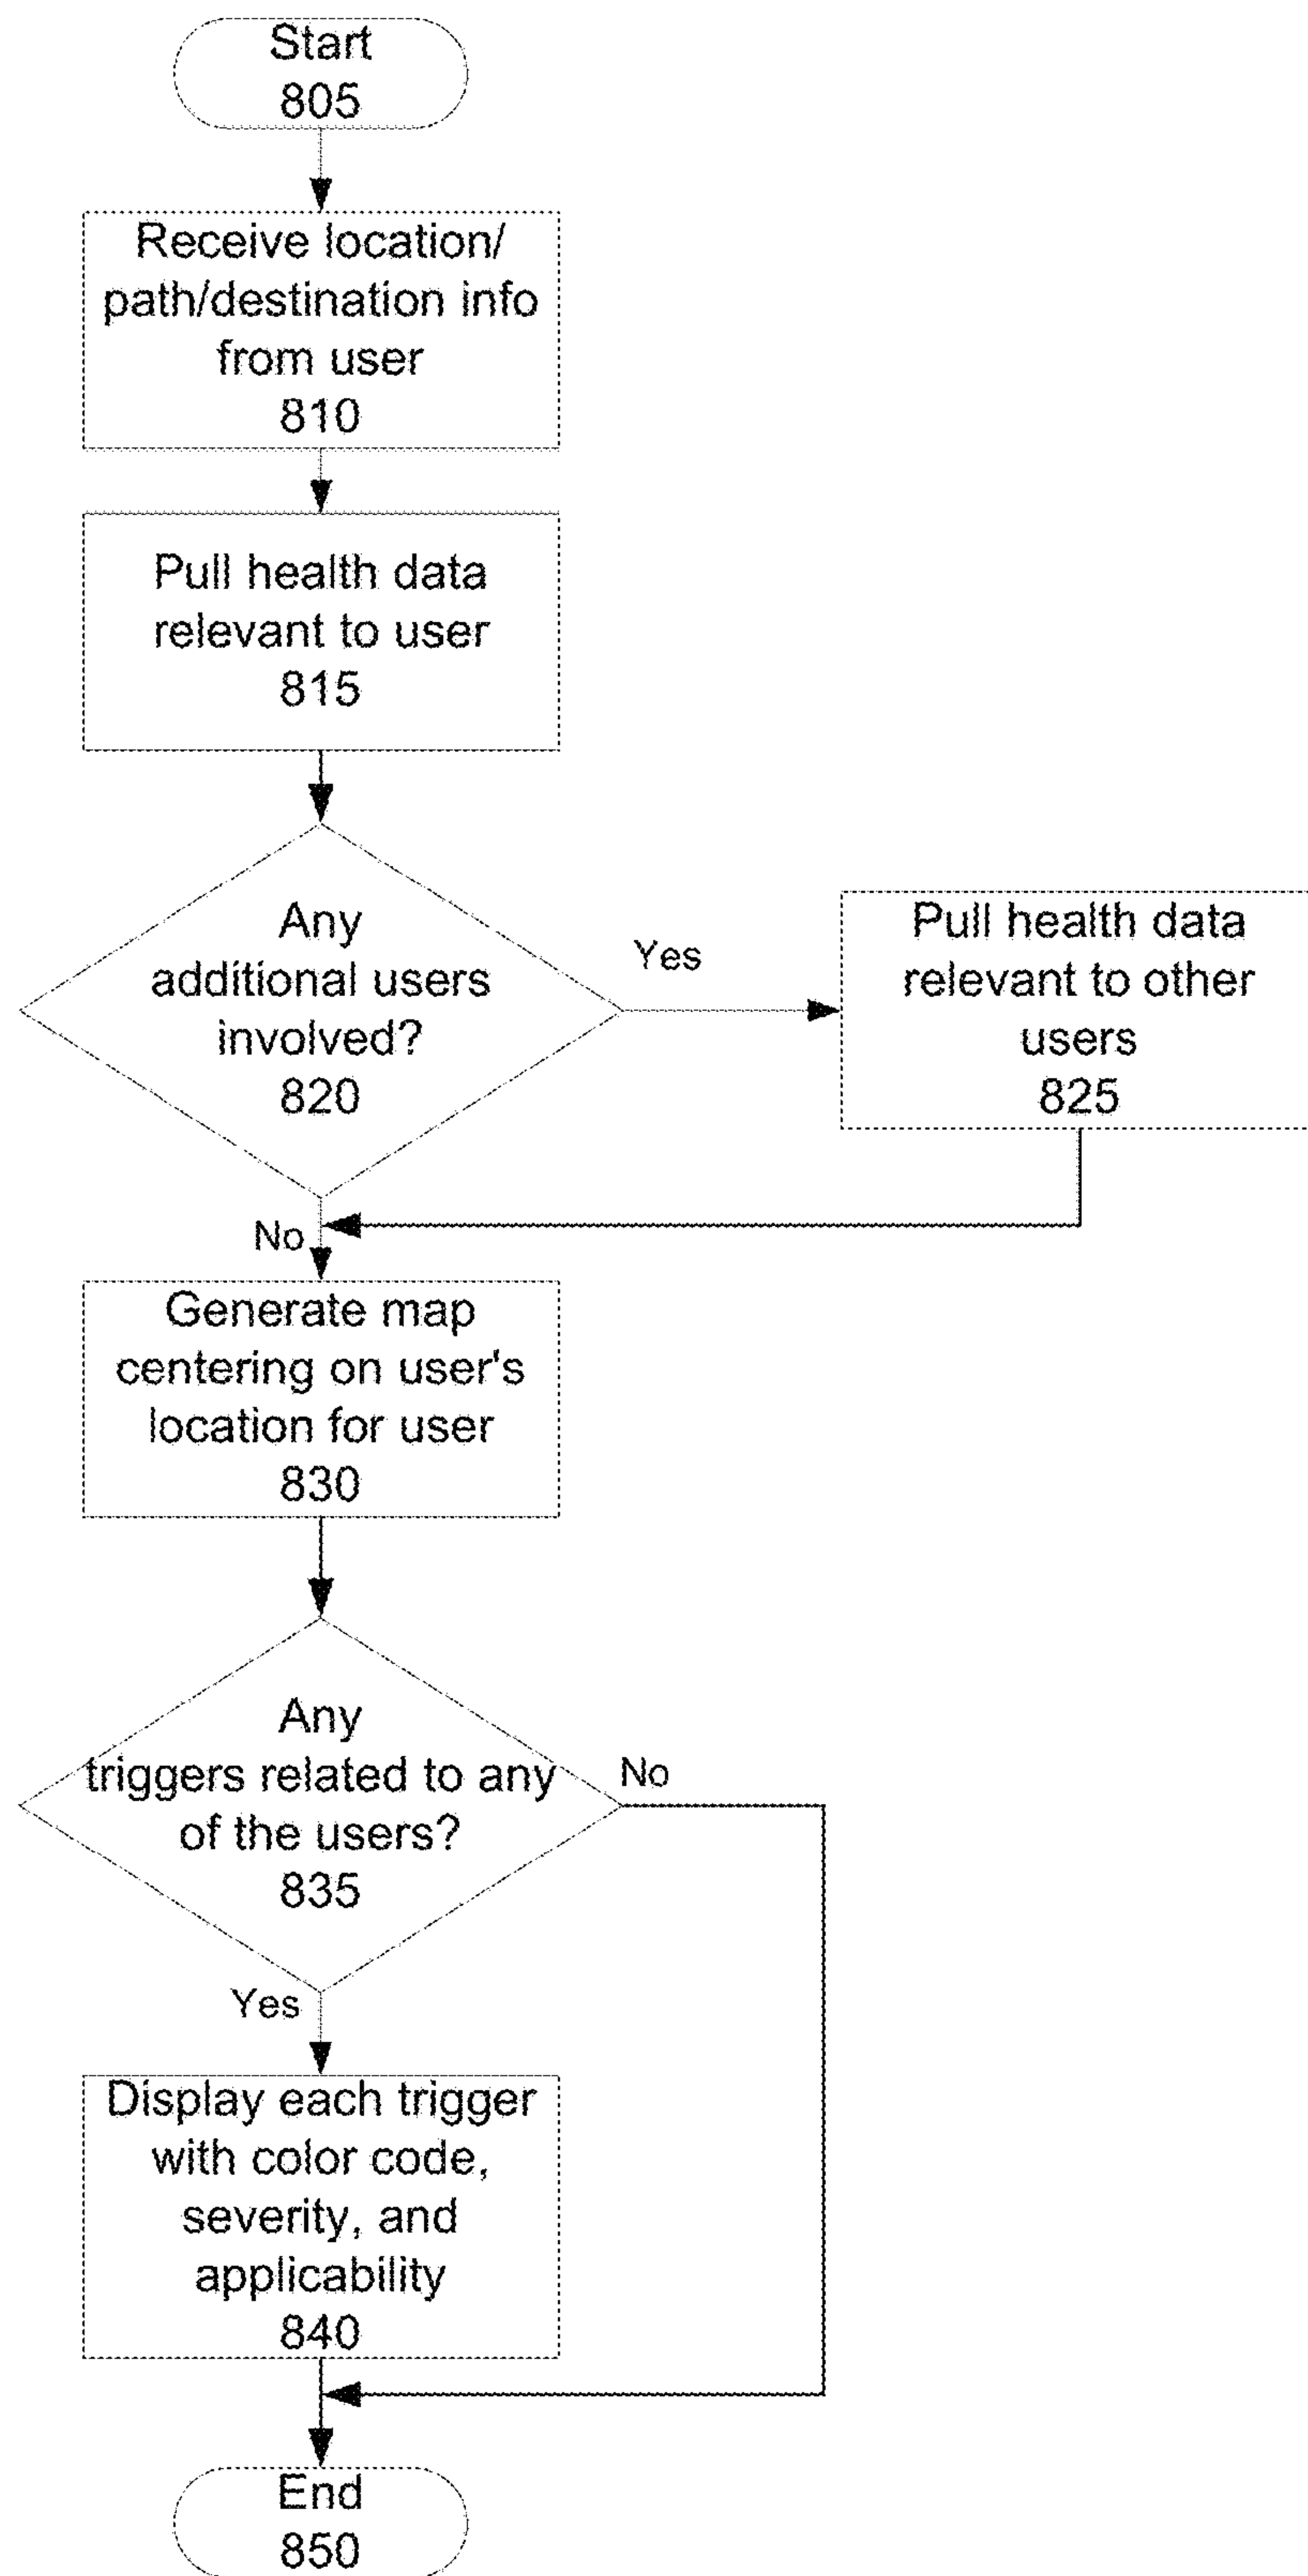 Start
805
Receive location/
path/destination info
from user
810
Pull health data
relevant to user
815
Any
additional users
involved?
820
Yes
Pull health data
relevant to other
users
825
No
Generate map
centering on user's
location for user
830
Any
triggers related to any
of the users?
835
No
Yes
Display each trigger
with color code,
severity, and
applicability
840
End
850